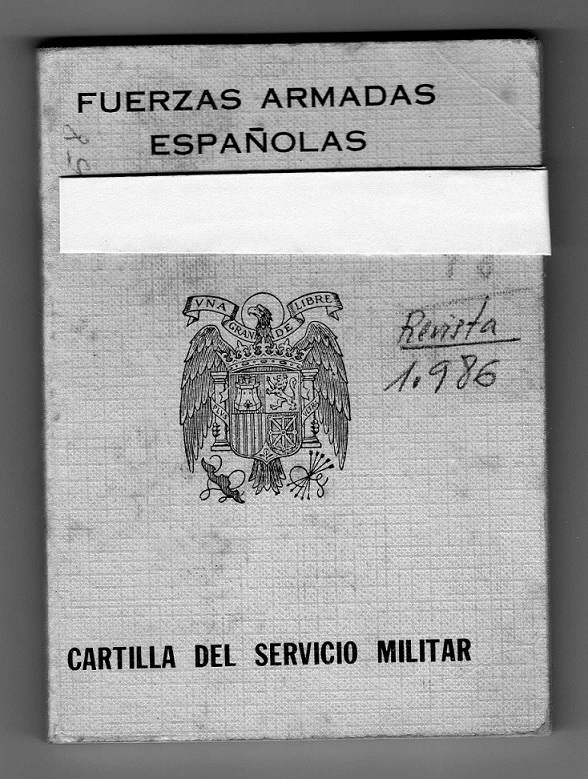 FUERZAS ARMADAS
ESPAÑOLAS
VNA GRANDE LIBRE
Revista
1.986
CARTILLA DEL SERVICIO MILITAR